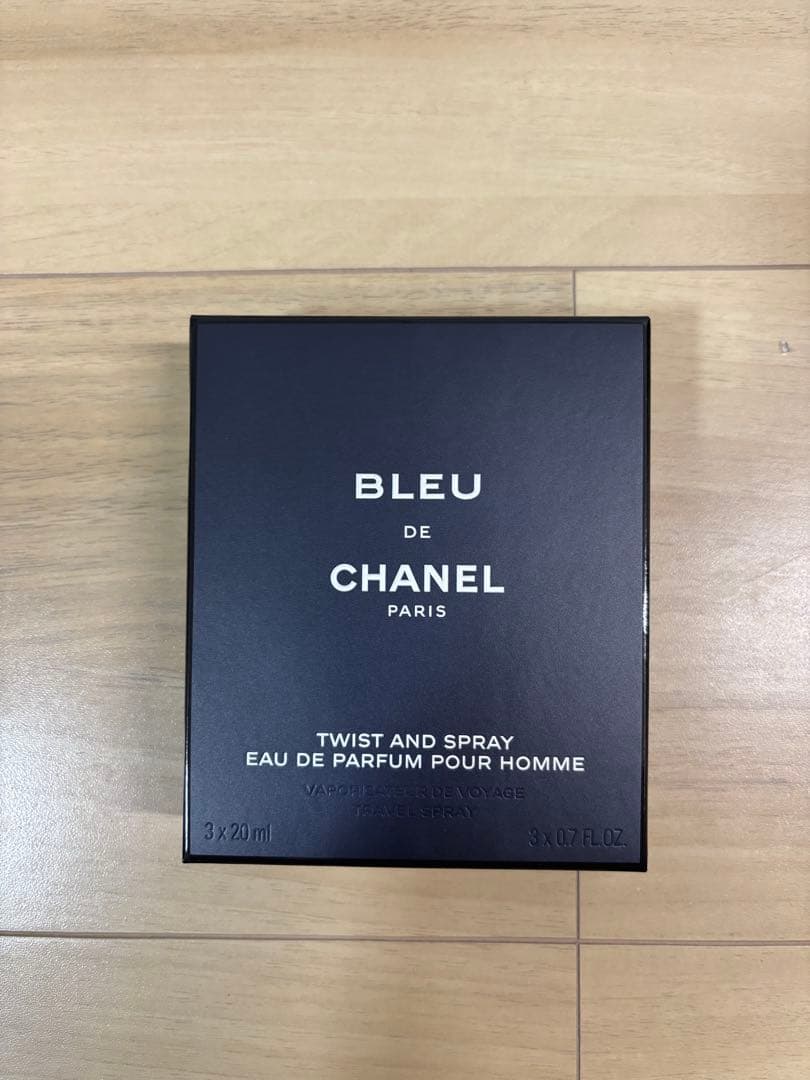 BLEU
DE
CHANEL
PARIS
TWIST AND SPRAY
EAU DE PARFUM POUR HOMME
VAPORISATEUR DE VOYAGE
TRAVEL SPRAY
3 x 20 ml
3 x 0.7 FL.OZ.